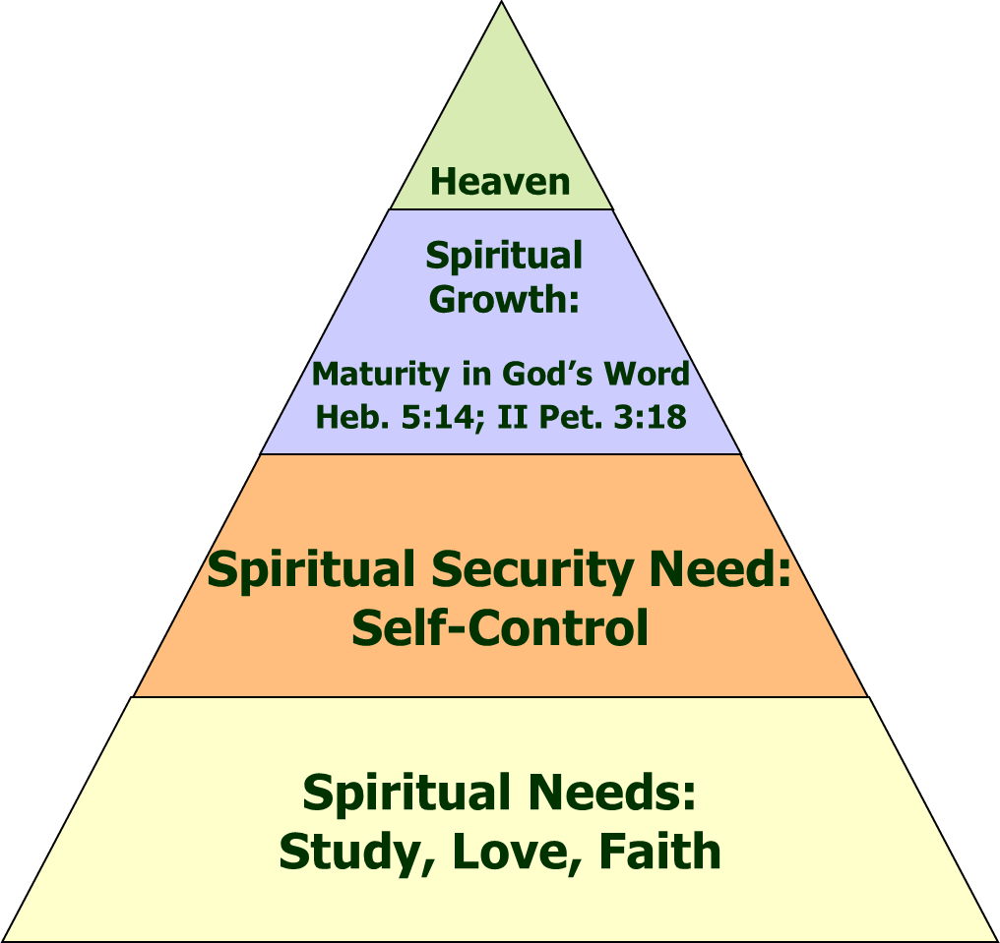 Heaven
Spiritual
Growth:
Maturity in God’s Word
Heb. 5:14; II Pet. 3:18
Spiritual Security Need:
Self-Control
Spiritual Needs:
Study, Love, Faith